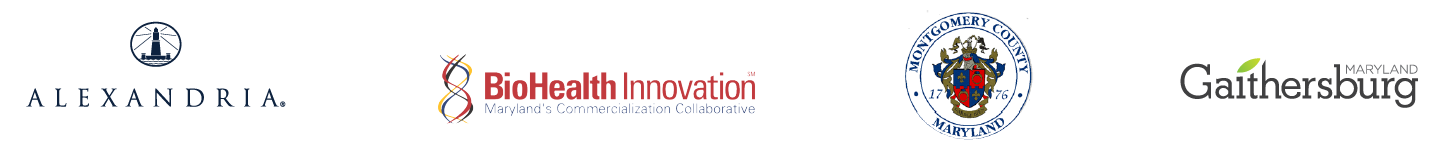 ALEXANDRIA®
BioHealth Innovation℠
Maryland's Commercialization Collaborative
MONTGOMERY COUNTY
17 76
MARYLAND
MARYLAND
Gaithersburg